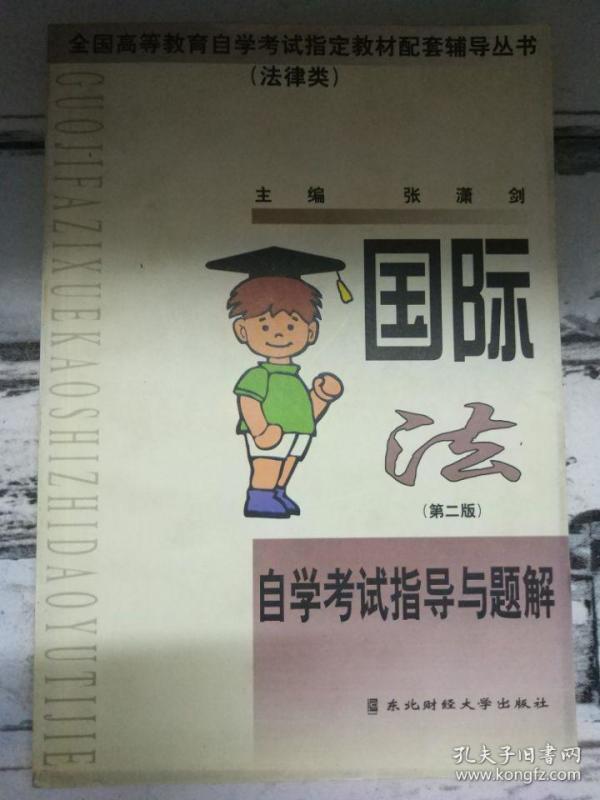 全国高等教育自学考试指定教材配套辅导丛书
(法律类)
GUOJIFAZIXUEKAOSHIZHIDAOYUTIJIE
主编 张潇剑
国际
法
(第二版)
自学考试指导与题解
东北财经大学出版社
孔夫子旧书网
www.kongfz.com